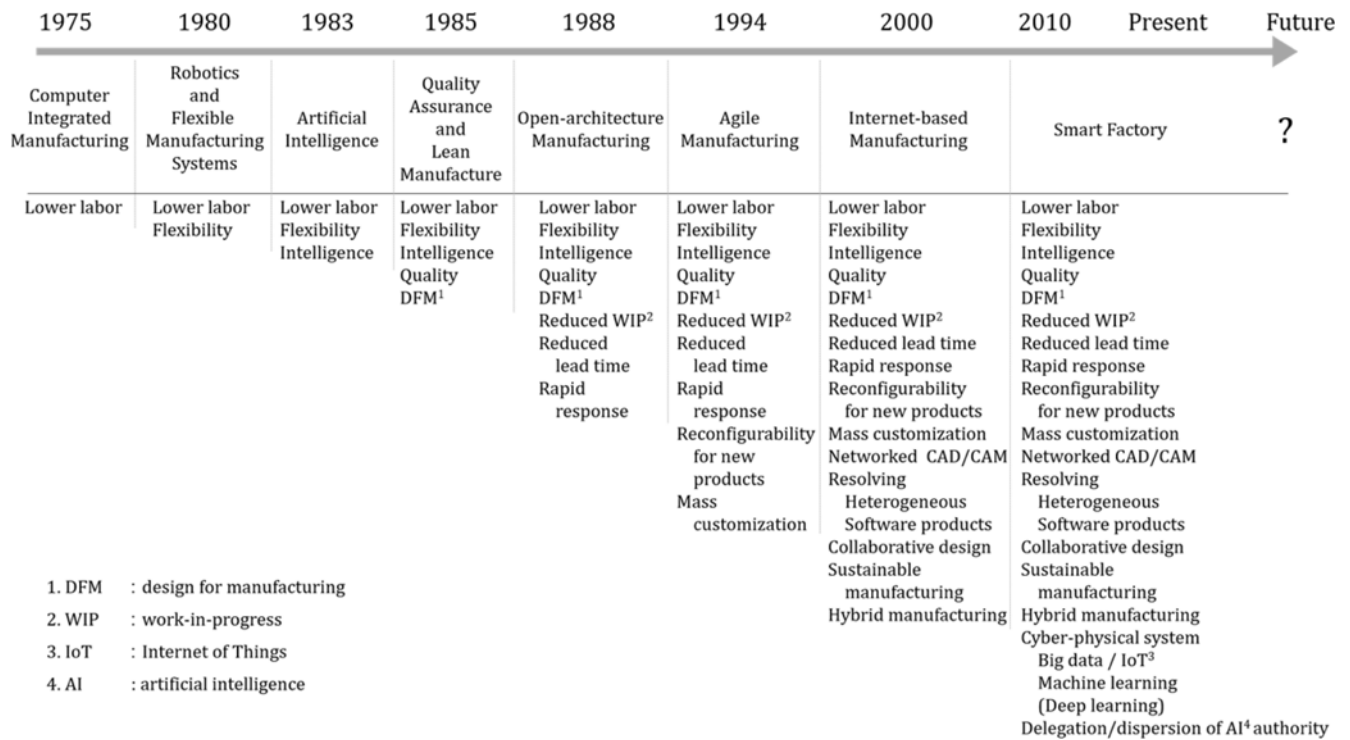 1975 1980 1983 1985 1988 1994 2000 2010 Present Future
Computer
Integrated
Manufacturing
Robotics
and
Flexible
Manufacturing
Systems
Artificial
Intelligence
Quality
Assurance
and
Lean
Manufacture
Open-architecture
Manufacturing
Agile
Manufacturing
Internet-based
Manufacturing
Smart Factory
?
Lower labor
Lower labor
Flexibility
Lower labor
Flexibility
Intelligence
Lower labor
Flexibility
Intelligence
Quality
DFM¹
Lower labor
Flexibility
Intelligence
Quality
DFM¹
Reduced WIP²
Reduced
lead time
Rapid
response
Lower labor
Flexibility
Intelligence
Quality
DFM¹
Reduced WIP²
Reduced
lead time
Rapid
response
Reconfigurability
for new
products
Mass
customization
Lower labor
Flexibility
Intelligence
Quality
DFM¹
Reduced WIP²
Reduced lead time
Rapid response
Reconfigurability
for new products
Mass customization
Networked CAD/CAM
Resolving
Heterogeneous
Software products
Collaborative design
Sustainable
manufacturing
Hybrid manufacturing
Lower labor
Flexibility
Intelligence
Quality
DFM¹
Reduced WIP²
Reduced lead time
Rapid response
Reconfigurability
for new products
Mass customization
Networked CAD/CAM
Resolving
Heterogeneous
Software products
Collaborative design
Sustainable
manufacturing
Hybrid manufacturing
Cyber-physical system
Big data / IoT³
Machine learning
(Deep learning)
Delegation/dispersion of AI⁴ authority
1. DFM : design for manufacturing
2. WIP : work-in-progress
3. IoT : Internet of Things
4. AI : artificial intelligence